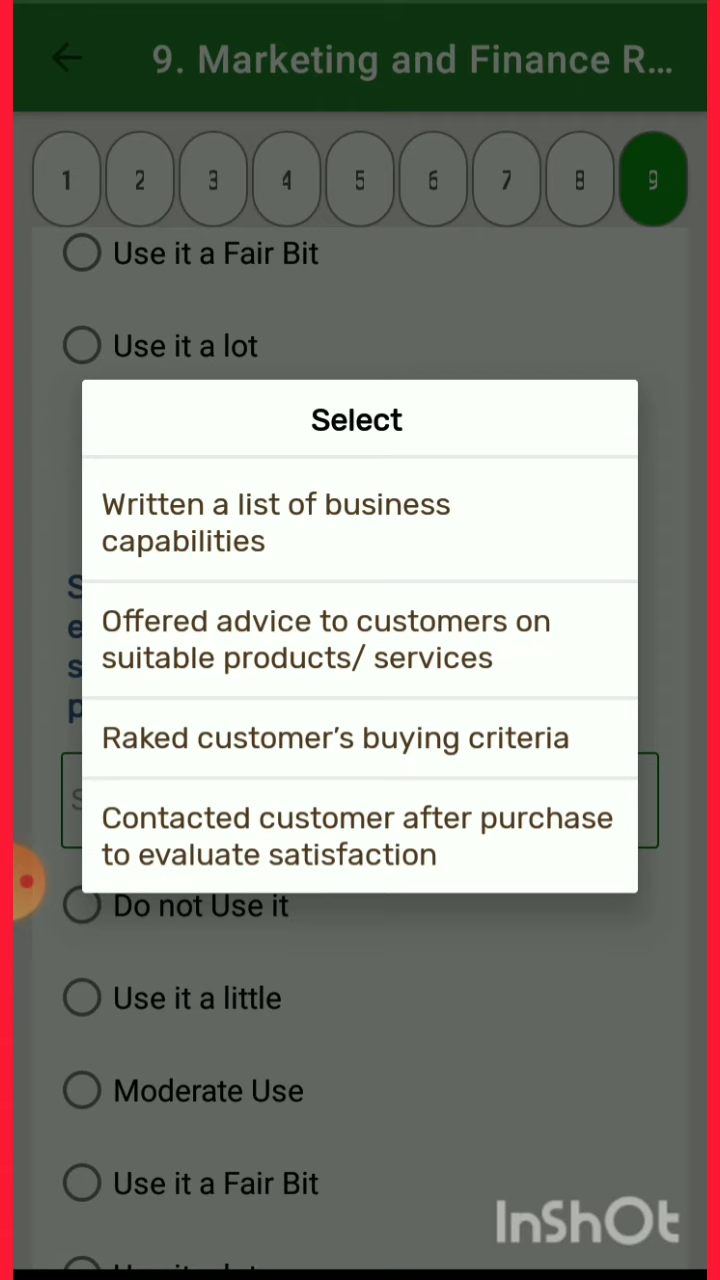 9. Marketing and Finance R...
1 2 3 4 5 6 7 8 9
Use it a Fair Bit
Use it a lot
Select
Written a list of business
capabilities
Offered advice to customers on
suitable products/ services
Raked customer's buying criteria
Contacted customer after purchase
to evaluate satisfaction
Do not Use it
Use it a little
Moderate Use
Use it a Fair Bit
InShOt